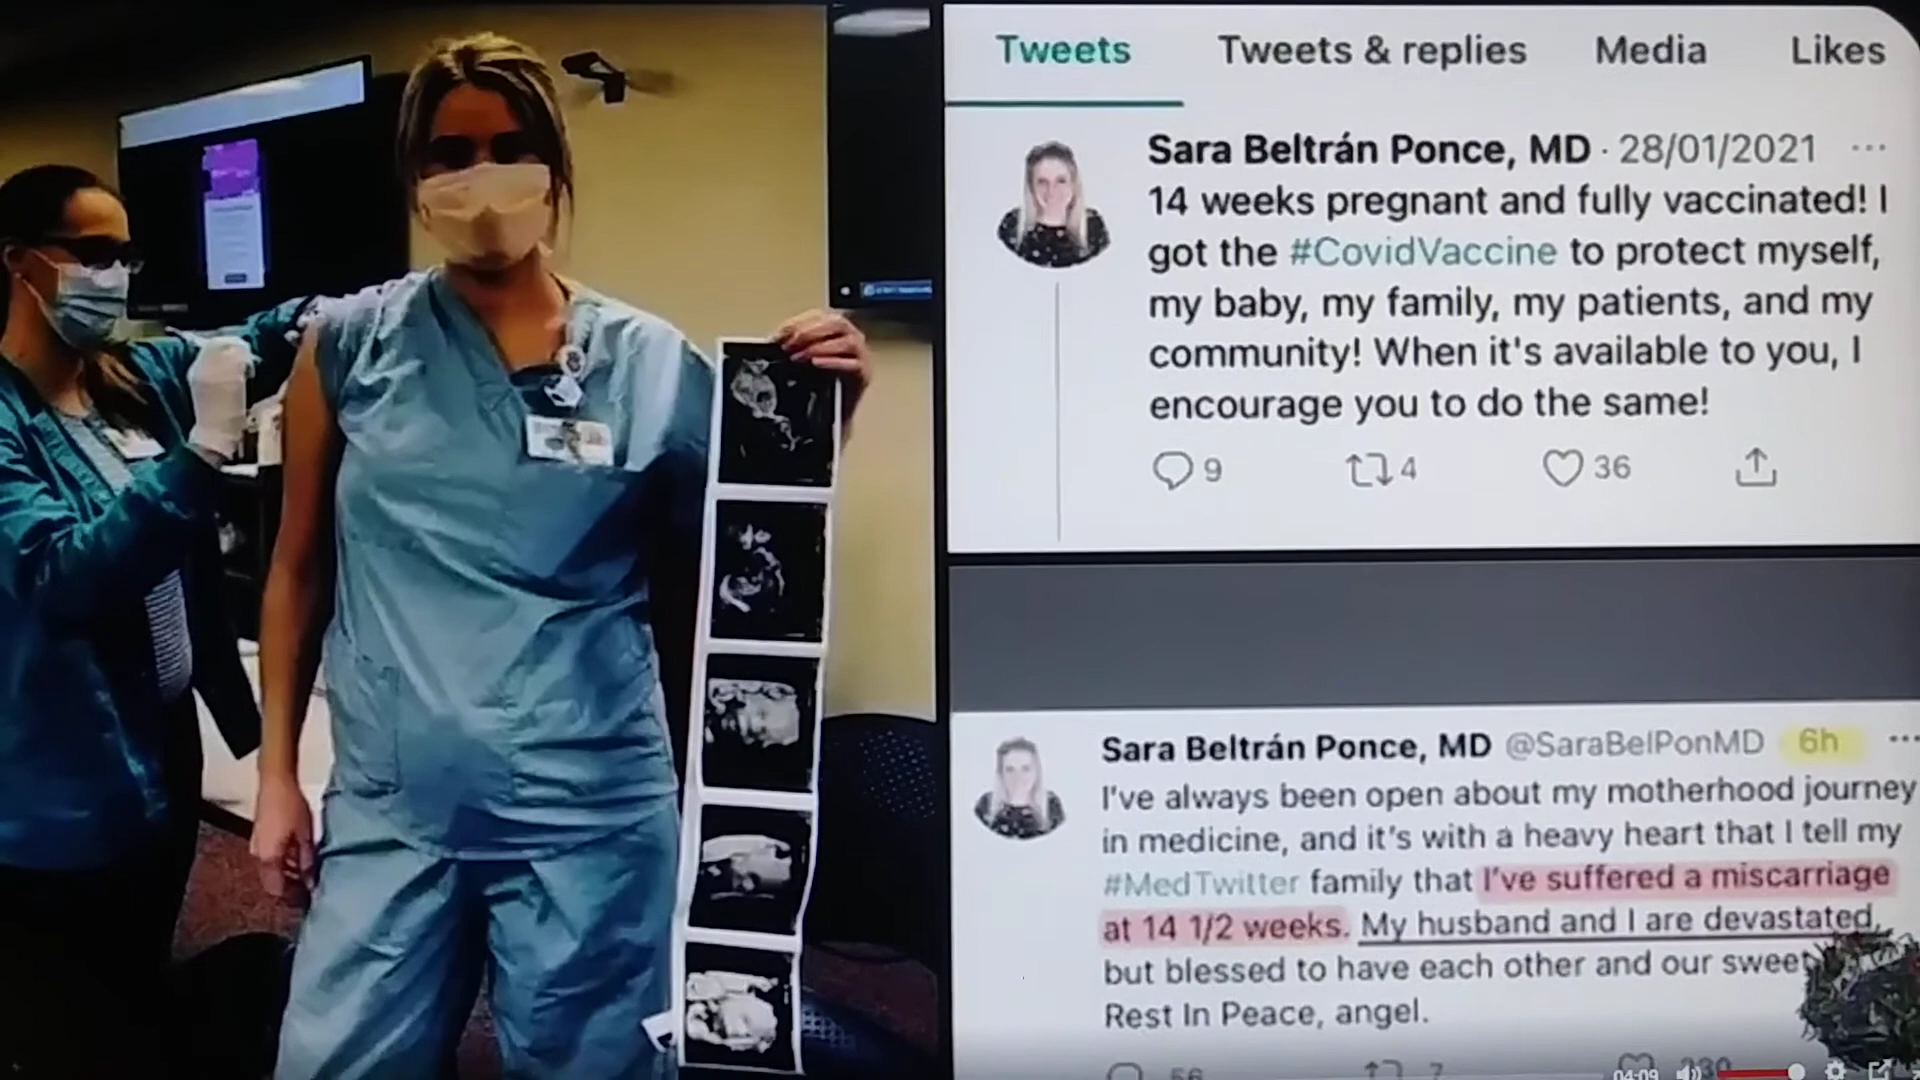 Tweets Tweets & replies Media Likes
Sara Beltrán Ponce, MD · 28/01/2021 ...
14 weeks pregnant and fully vaccinated! I
got the #CovidVaccine to protect myself,
my baby, my family, my patients, and my
community! When it's available to you, I
encourage you to do the same!
9 4 36
Sara Beltrán Ponce, MD @SaraBelPonMD 6h ...
I've always been open about my motherhood journey
in medicine, and it's with a heavy heart that I tell my
#MedTwitter family that I've suffered a miscarriage
at 14 1/2 weeks. My husband and I are devastated,
but blessed to have each other and our sweet
Rest In Peace, angel.
56 7 330
04:09